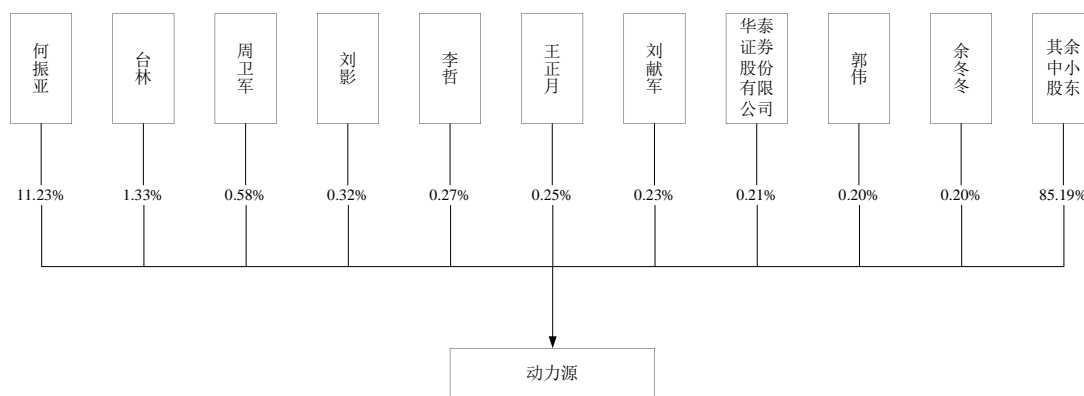 何振亚
台林
周卫军
刘影
李哲
王正月
刘献军
华泰
证券
股份
有限
公司
郭伟
余冬冬
其余
中小
股东
11.23%
1.33%
0.58%
0.32%
0.27%
0.25%
0.23%
0.21%
0.20%
0.20%
85.19%
动力源